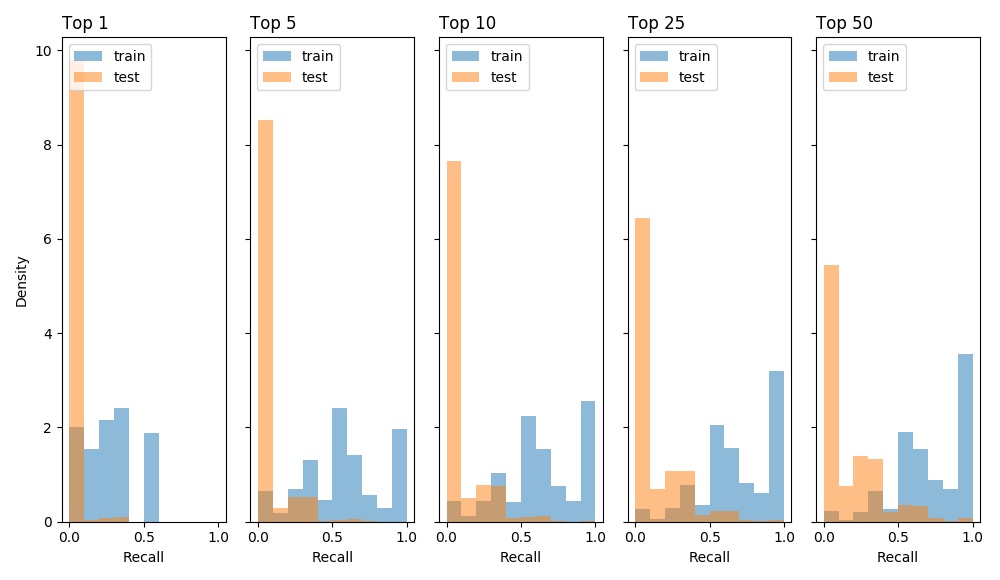 Top 1
Top 5
Top 10
Top 25
Top 50
train
test
train
test
train
test
train
test
train
test
10
8
6
4
2
0
Density
0.0 0.5 1.0
0.0 0.5 1.0
0.0 0.5 1.0
0.0 0.5 1.0
0.0 0.5 1.0
Recall
Recall
Recall
Recall
Recall